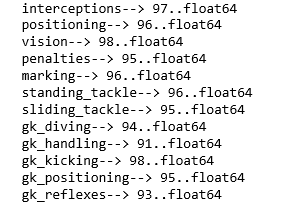 interceptions--> 97..float64
positioning--> 96..float64
vision--> 98..float64
penalties--> 95..float64
marking--> 96..float64
standing_tackle--> 96..float64
sliding_tackle--> 95..float64
gk_diving--> 94..float64
gk_handling--> 91..float64
gk_kicking--> 98..float64
gk_positioning--> 95..float64
gk_reflexes--> 93..float64